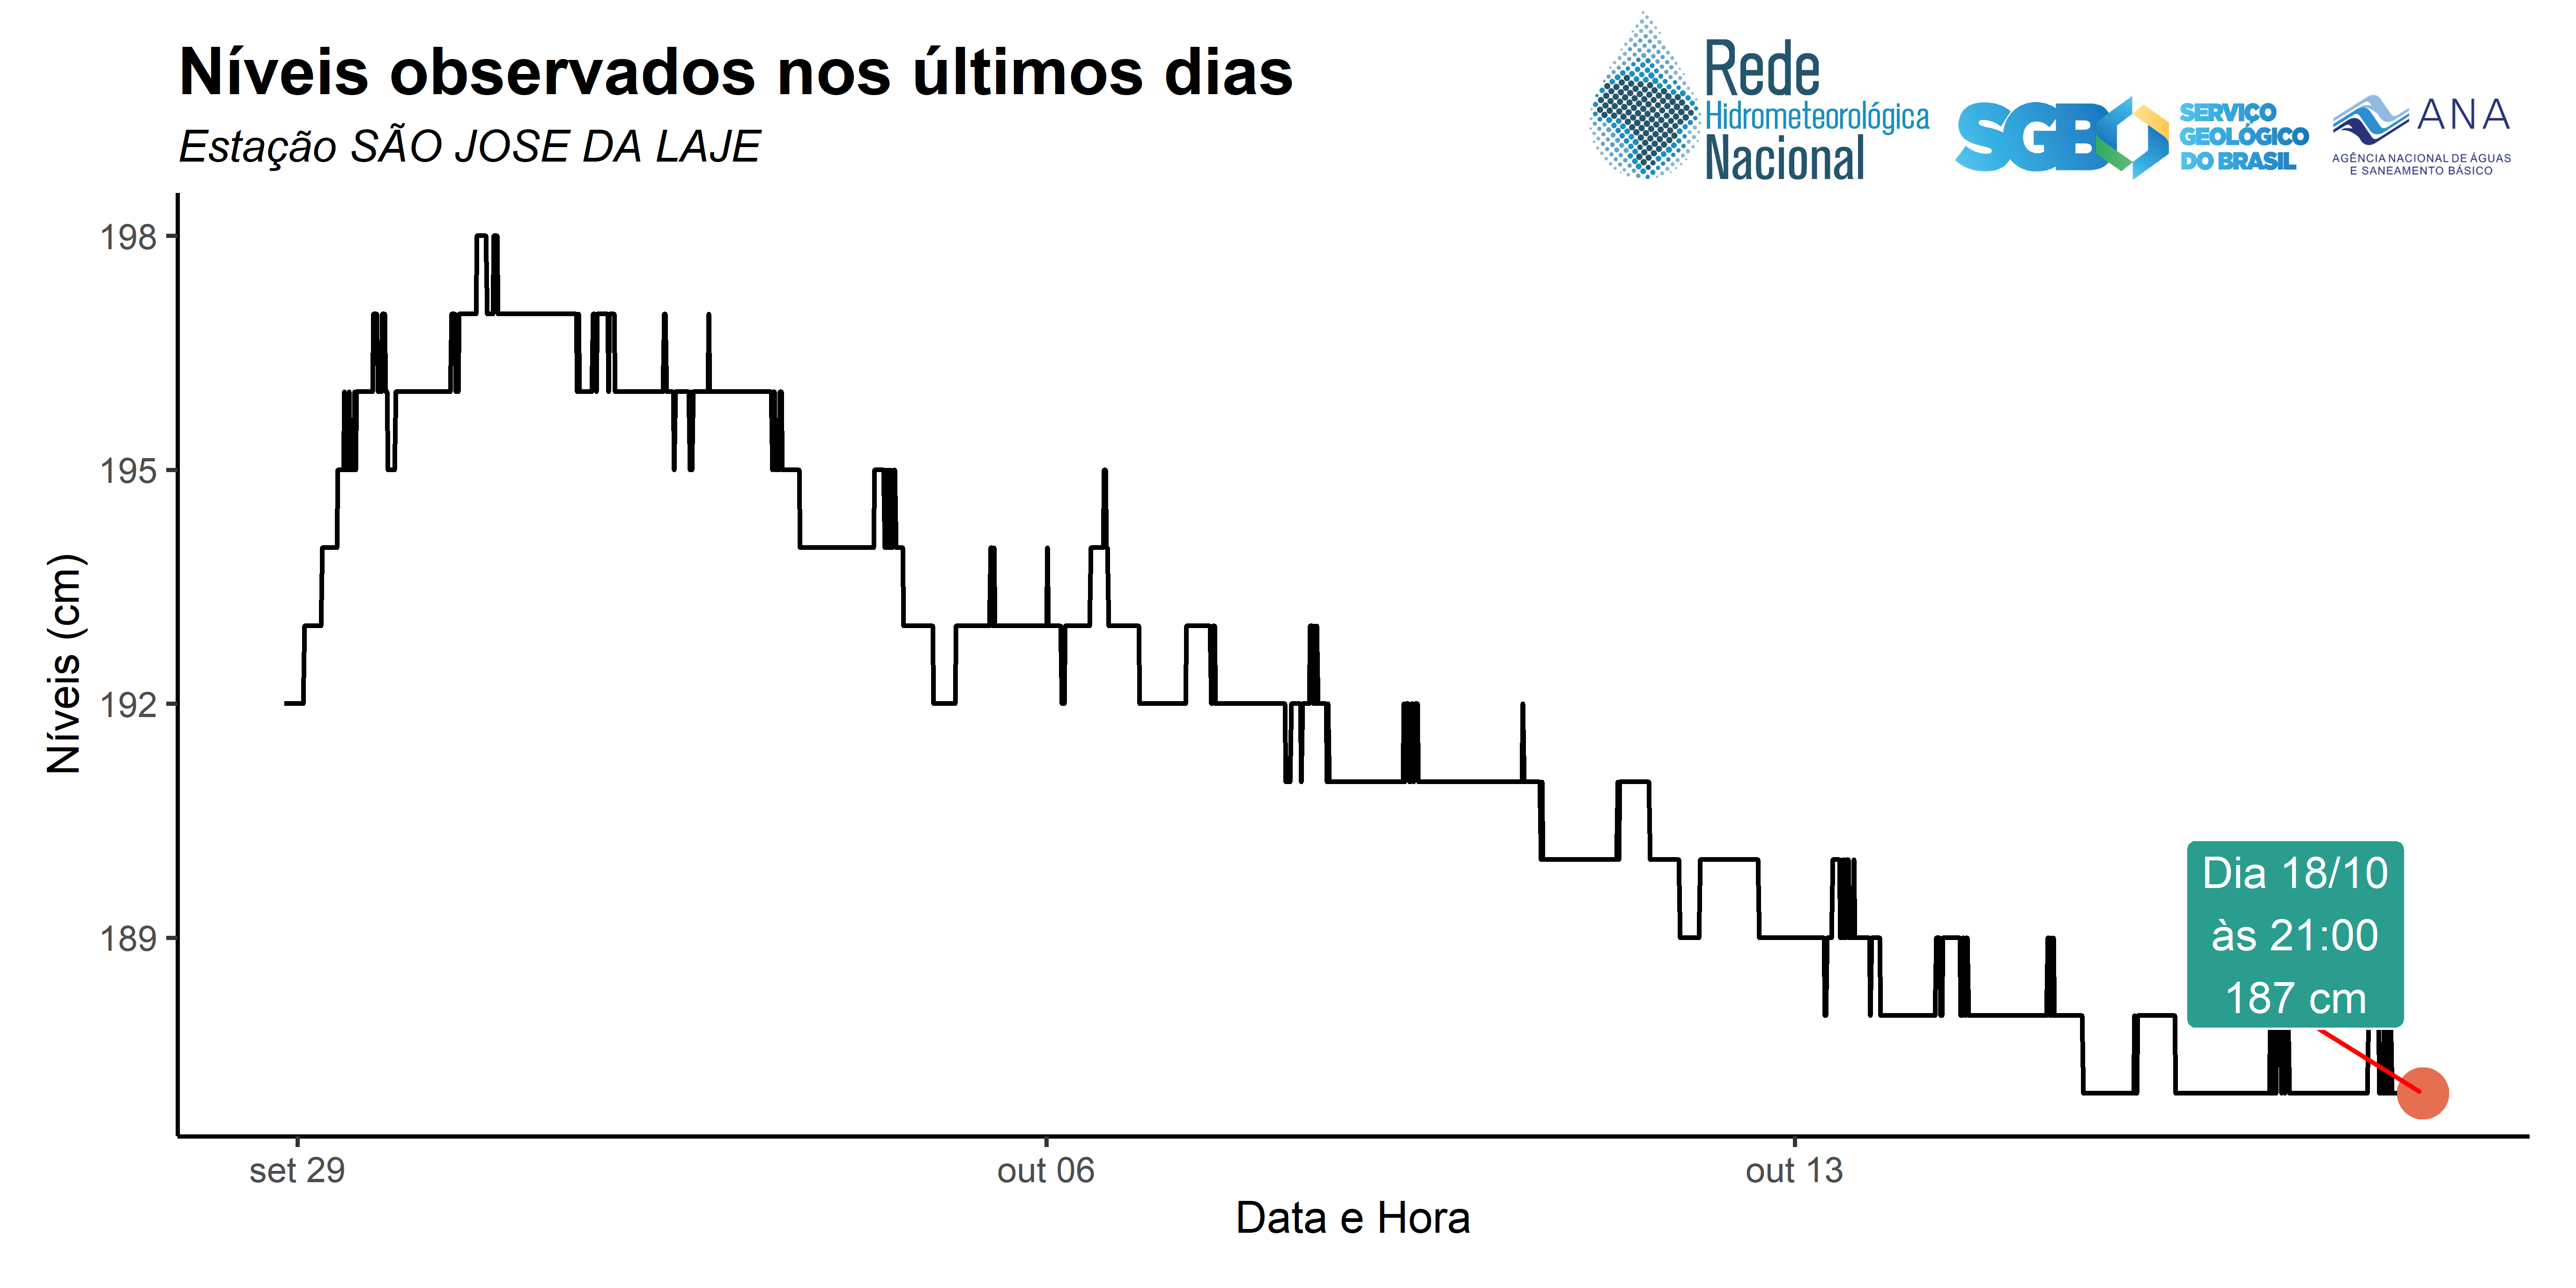 Níveis observados nos últimos dias
Estação SÃO JOSE DA LAJE
Rede
Hidrometeorológica
Nacional
SGB
SERVIÇO
GEOLÓGICO
DO BRASIL
ANA
AGÊNCIA NACIONAL DE ÁGUAS
E SANEAMENTO BÁSICO
Níveis (cm)
198
195
192
189
Dia 18/10
às 21:00
187 cm
set 29
out 06
out 13
Data e Hora